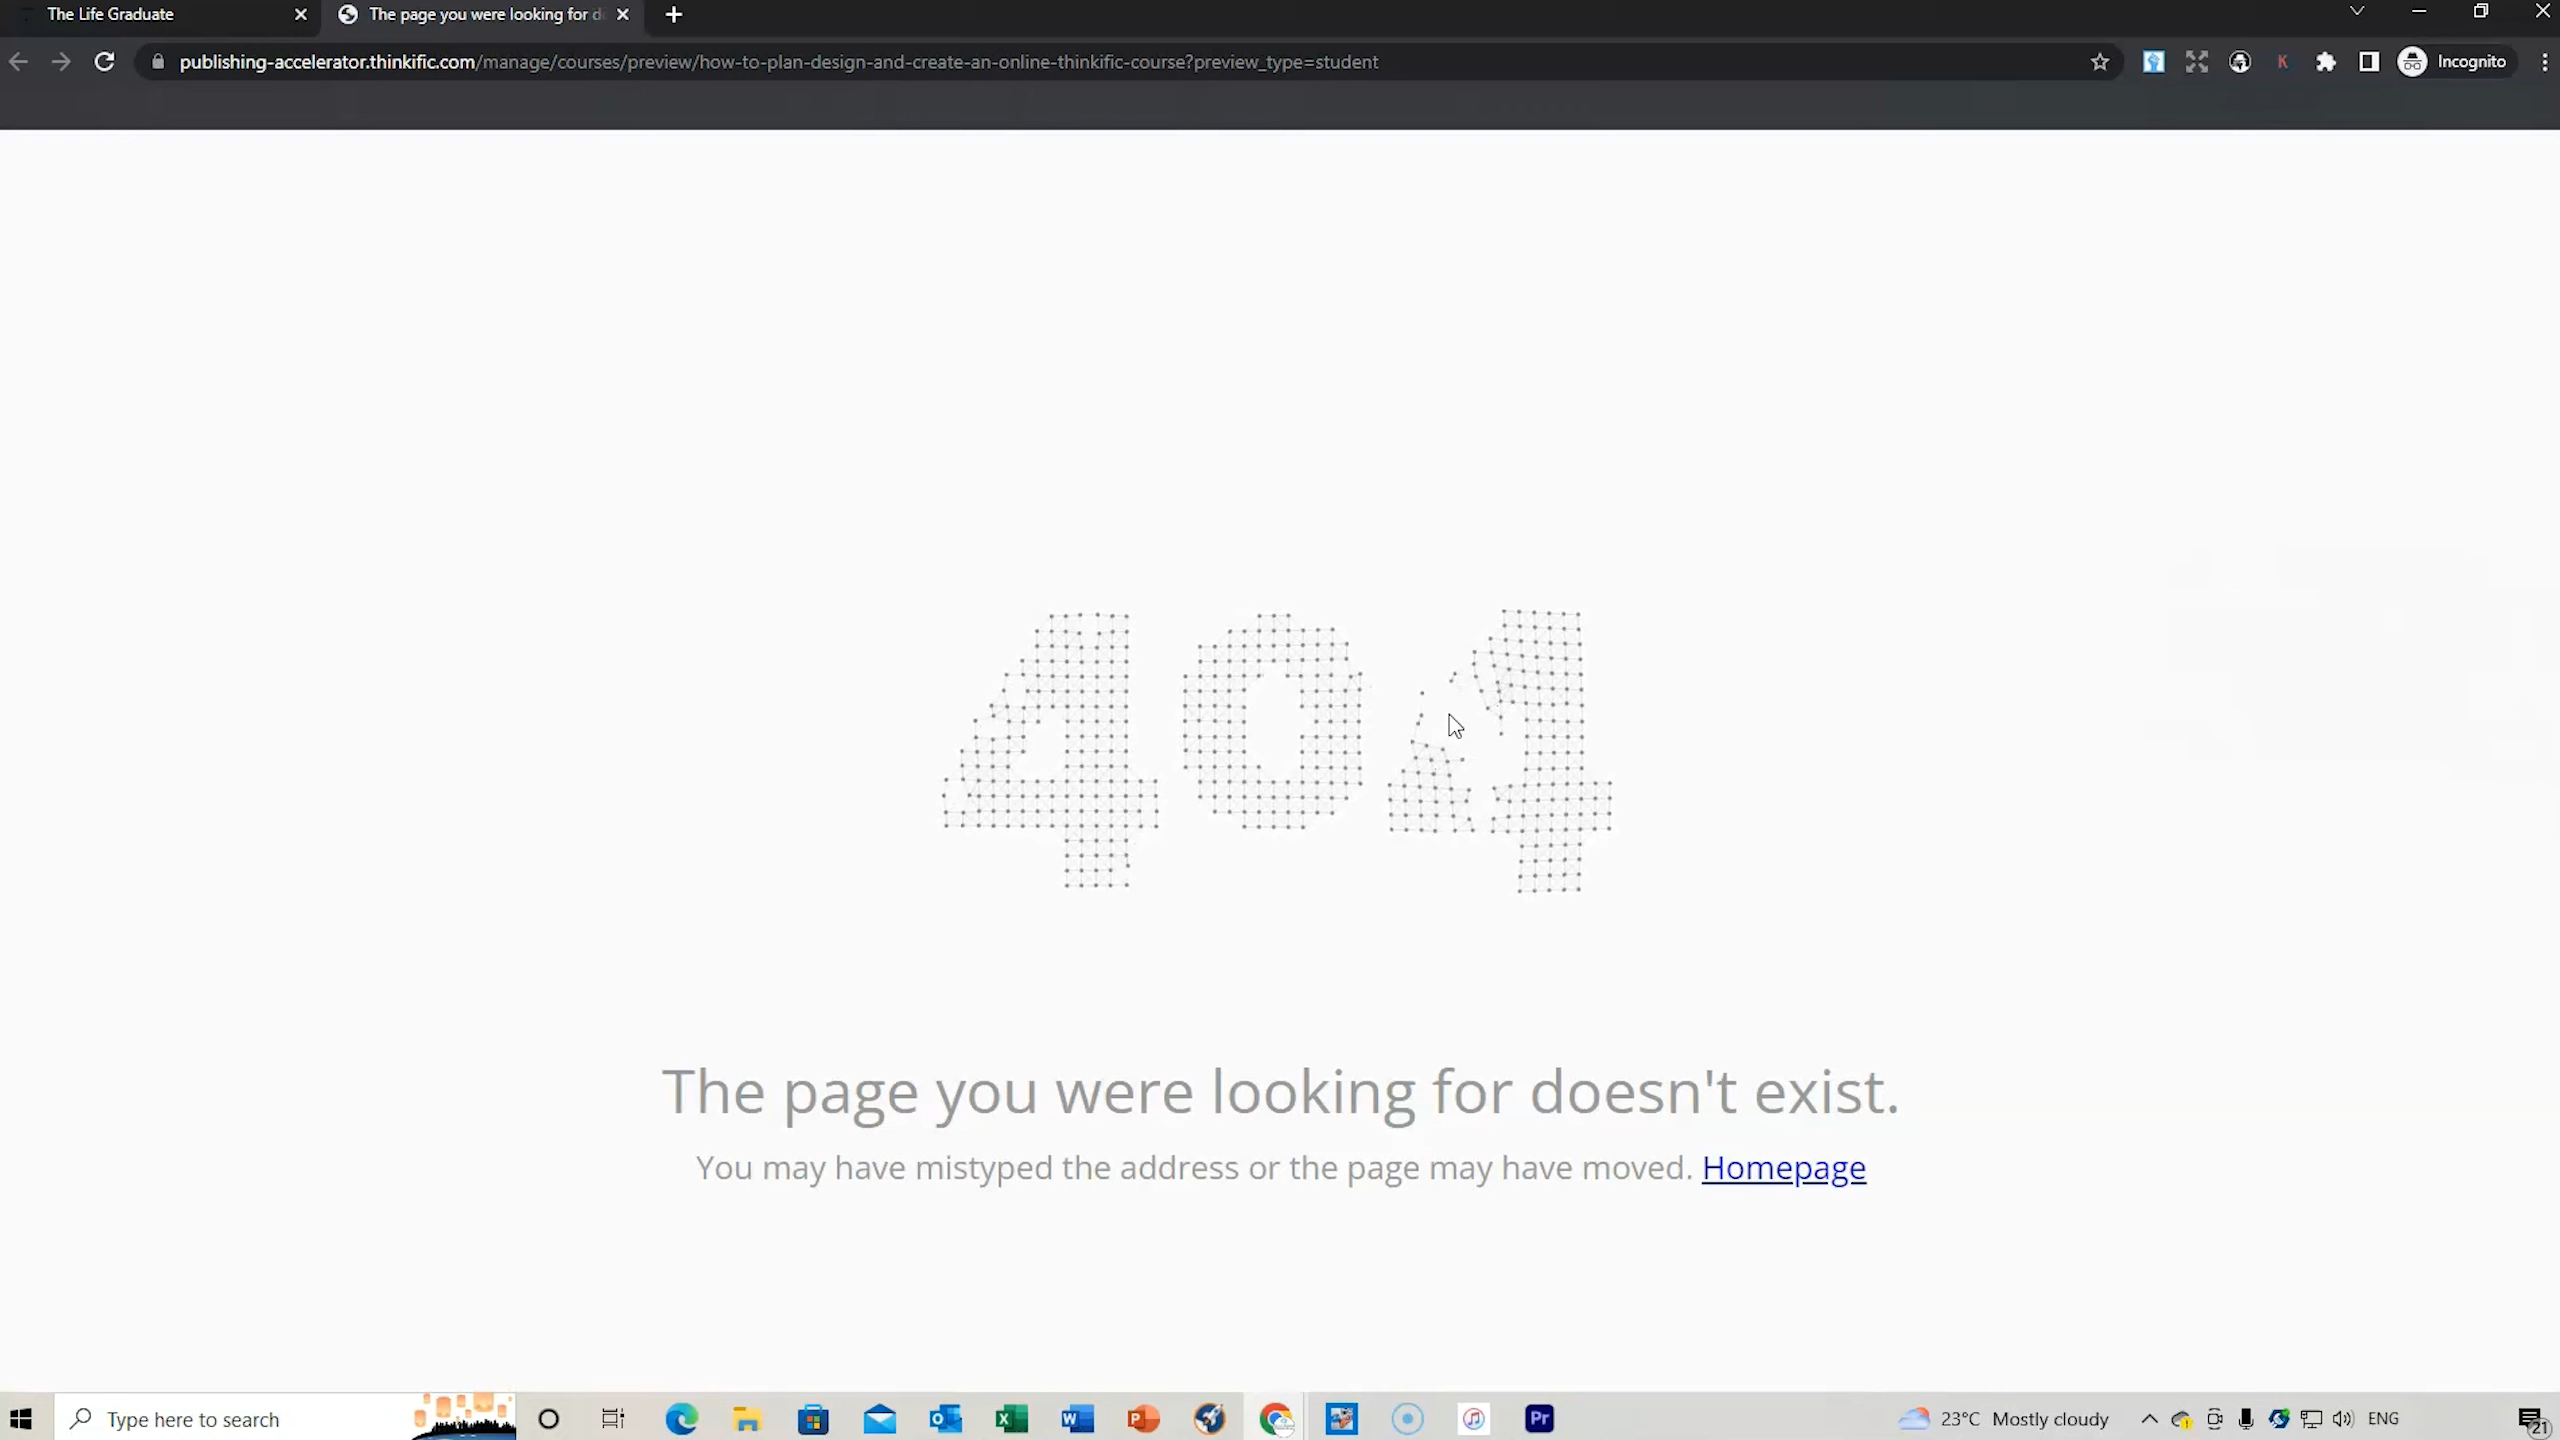 The Life Graduate
The page you were looking for d
publishing-accelerator.thinkific.com/manage/courses/preview/how-to-plan-design-and-create-an-online-thinkific-course?preview_type=student
K
Incognito
404
The page you were looking for doesn't exist.
You may have mistyped the address or the page may have moved. Homepage
Type here to search
23°C Mostly cloudy
ENG
21
Pr